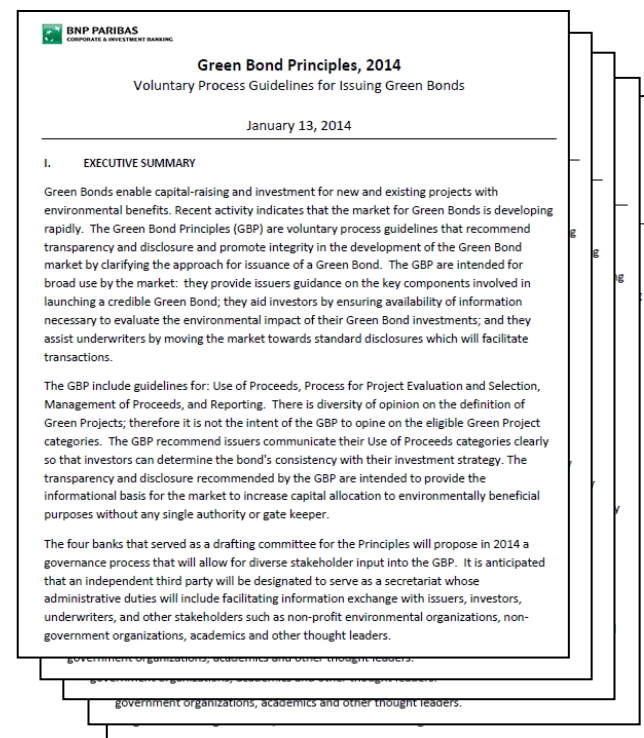 BNP PARIBAS
CORPORATE & INVESTMENT BANKING
Green Bond Principles, 2014
Voluntary Process Guidelines for Issuing Green Bonds
January 13, 2014
I. EXECUTIVE SUMMARY
Green Bonds enable capital-raising and investment for new and existing projects with
environmental benefits. Recent activity indicates that the market for Green Bonds is developing
rapidly. The Green Bond Principles (GBP) are voluntary process guidelines that recommend
transparency and disclosure and promote integrity in the development of the Green Bond
market by clarifying the approach for issuance of a Green Bond. The GBP are intended for
broad use by the market: they provide issuers guidance on the key components involved in
launching a credible Green Bond; they aid investors by ensuring availability of information
necessary to evaluate the environmental impact of their Green Bond investments; and they
assist underwriters by moving the market towards standard disclosures which will facilitate
transactions.
The GBP include guidelines for: Use of Proceeds, Process for Project Evaluation and Selection,
Management of Proceeds, and Reporting. There is diversity of opinion on the definition of
Green Projects; therefore it is not the intent of the GBP to opine on the eligible Green Project
categories. The GBP recommend issuers communicate their Use of Proceeds categories clearly
so that investors can determine the bond's consistency with their investment strategy. The
transparency and disclosure recommended by the GBP are intended to provide the
informational basis for the market to increase capital allocation to environmentally beneficial
purposes without any single authority or gate keeper.
The four banks that served as a drafting committee for the Principles will propose in 2014 a
governance process that will allow for diverse stakeholder input into the GBP. It is anticipated
that an independent third party will be designated to serve as a secretariat whose
administrative duties will include facilitating information exchange with issuers, investors,
underwriters, and other stakeholders such as non-profit environmental organizations, non-
government organizations, academics and other thought leaders.
government organizations, academics and other thought leaders.